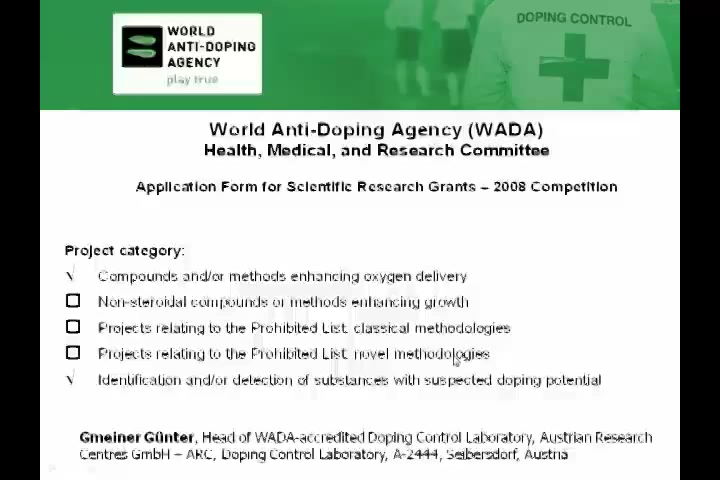 DOPING CONTROL
WORLD
ANTI-DOPING
AGENCY
play true
World Anti-Doping Agency (WADA)
Health, Medical, and Research Committee
Application Form for Scientific Research Grants – 2008 Competition
Project category:
√ Compounds and/or methods enhancing oxygen delivery
☐ Non-steroidal compounds or methods enhancing growth
☐ Projects relating to the Prohibited List: classical methodologies
☐ Projects relating to the Prohibited List: novel methodologies
√ Identification and/or detection of substances with suspected doping potential
Gmeiner Günter, Head of WADA-accredited Doping Control Laboratory, Austrian Research
Centres GmbH – ARC, Doping Control Laboratory, A-2444, Seibersdorf, Austria